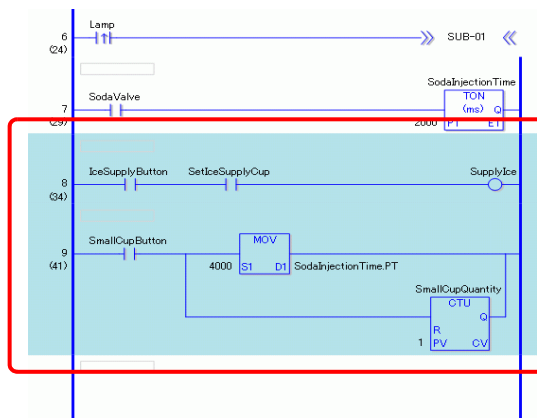 Lamp
6
(24)
SUB-01
SodaInjectionTime
SodaValve
TON
7
(ms) Q
(29)
2000 PT ET
IceSupplyButton SetIceSupplyCup SupplyIce
8
(34)
SmallCupButton
MOV
9
(41)
4000 S1 D1 SodaInjectionTime.PT
SmallCupQuantity
CTU
Q
R
1 PV CV